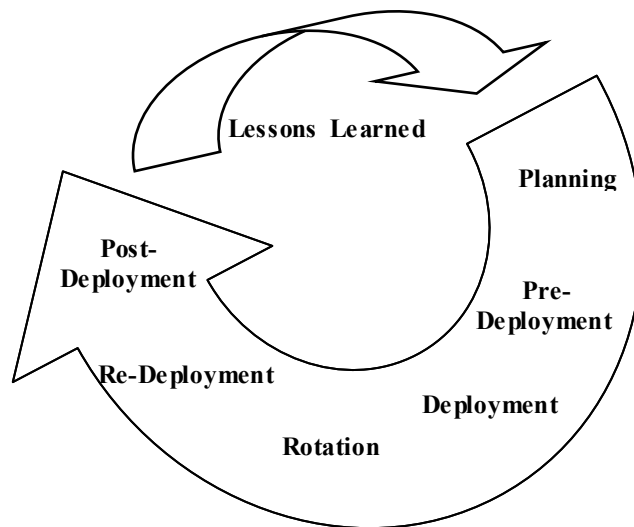 Lessons Learned
Planning
Pre-
Deployment
Deployment
Rotation
Re-Deployment
Post-
Deployment